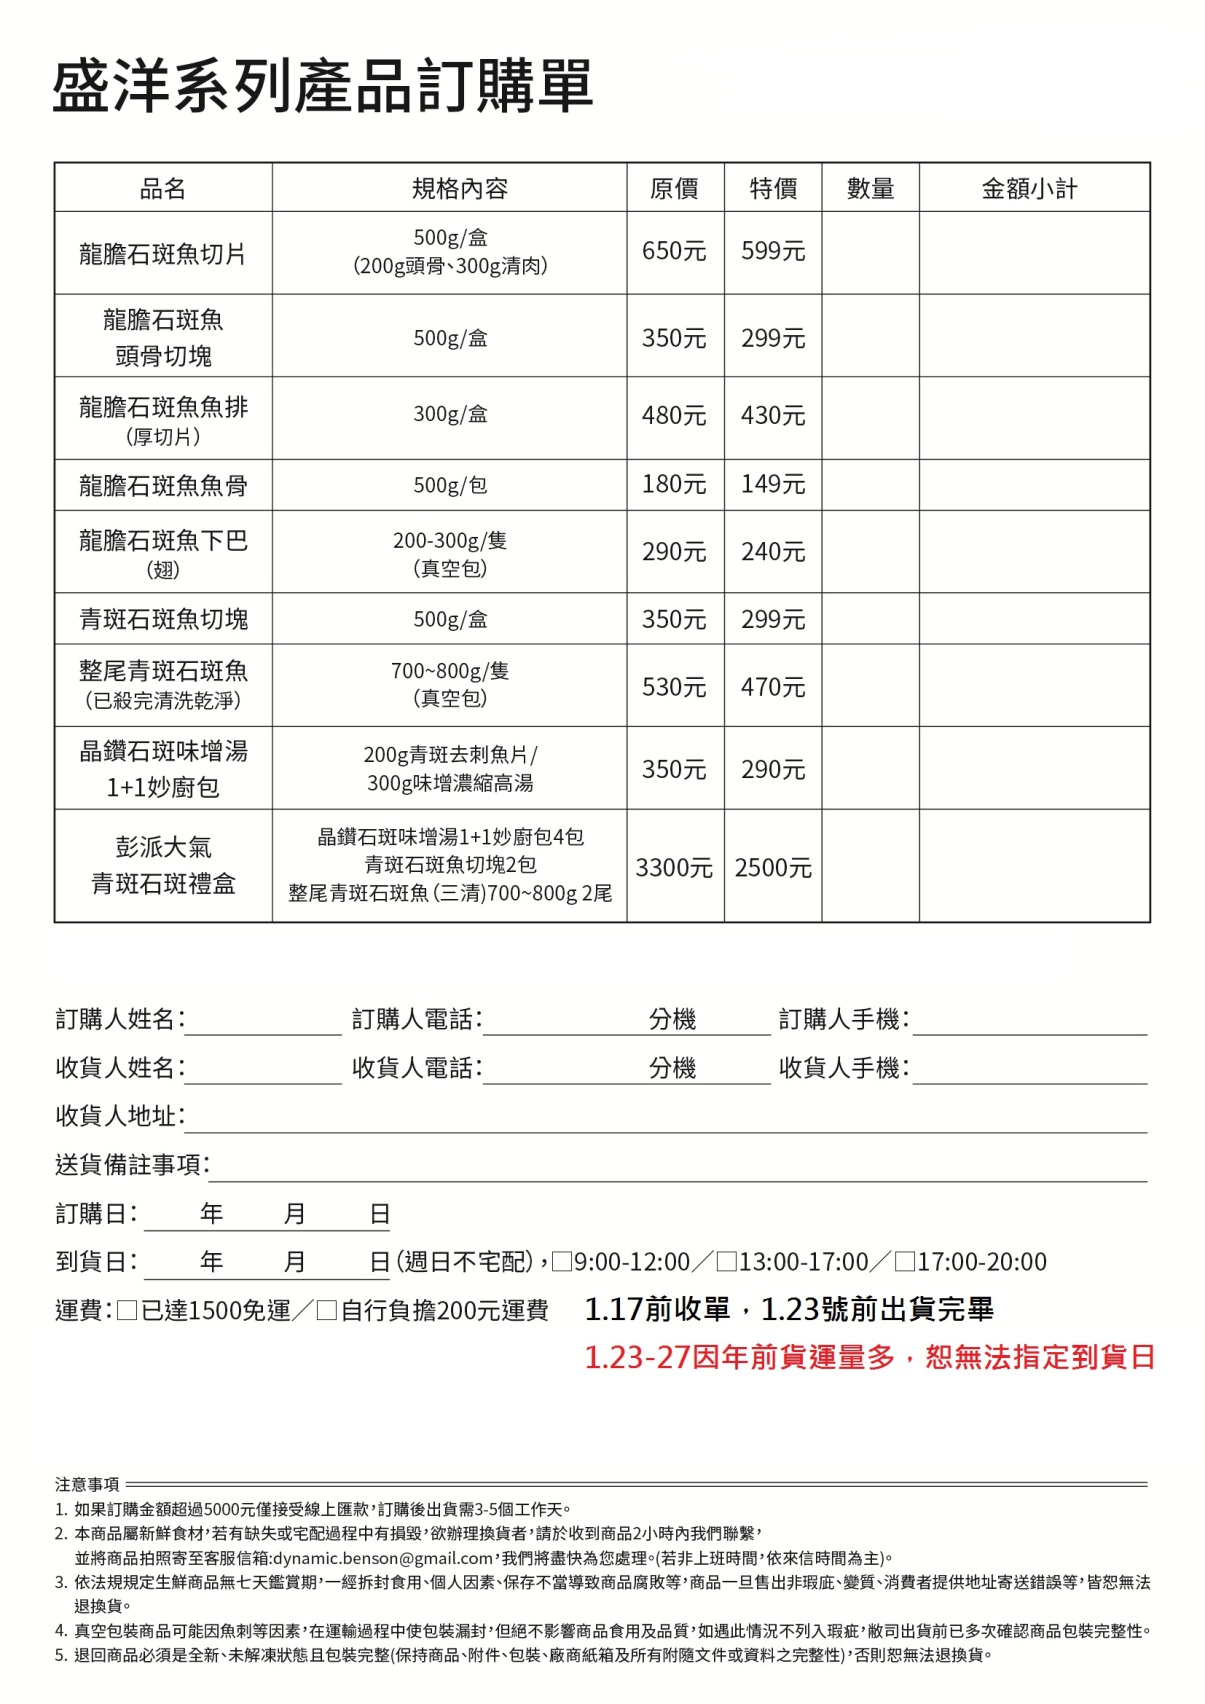 盛洋系列產品訂購單
品名 規格內容 原價 特價 數量 金額小計
龍膽石斑魚切片 500g/盒 650元 599元
(200g頭骨、300g清肉)
龍膽石斑魚
頭骨切塊 500g/盒 350元 299元
龍膽石斑魚魚排 300g/盒 480元 430元
(厚切片)
龍膽石斑魚魚骨 500g/包 180元 149元
龍膽石斑魚下巴 200-300g/隻 290元 240元
(翅) (真空包)
青斑石斑魚切塊 500g/盒 350元 299元
整尾青斑石斑魚 700~800g/隻 530元 470元
(已殺完清洗乾淨) (真空包)
晶鑽石斑味增湯 200g青斑去刺魚片/ 350元 290元
1+1妙廚包 300g味增濃縮高湯
晶鑽石斑味增湯1+1妙廚包4包
彭派大氣 青斑石斑魚切塊2包 3300元 2500元
青斑石斑禮盒 整尾青斑石斑魚(三清)700~800g 2尾
訂購人姓名: 訂購人電話: 分機 訂購人手機:
收貨人姓名: 收貨人電話: 分機 收貨人手機:
收貨人地址:
送貨備註事項:
訂購日: 年 月 日
到貨日: 年 月 日(週日不宅配),□9:00-12:00／□13:00-17:00／□17:00-20:00
運費:□已達1500免運／□自行負擔200元運費 1.17前收單，1.23號前出貨完畢
1.23-27因年前貨運量多，恕無法指定到貨日
注意事項
1. 如果訂購金額超過5000元僅接受線上匯款,訂購後出貨需3-5個工作天。
2. 本商品屬新鮮食材,若有缺失或宅配過程中有損毀,欲辦理換貨者,請於收到商品2小時內我們聯繫,
並將商品拍照寄至客服信箱:dynamic.benson@gmail.com,我們將盡快為您處理。(若非上班時間,依來信時間為主)。
3. 依法規規定生鮮商品無七天鑑賞期,一經拆封食用、個人因素、保存不當導致商品腐敗等,商品一旦售出非瑕疵、變質、消費者提供地址寄送錯誤等,皆恕無法
退換貨。
4. 真空包裝商品可能因魚刺等因素,在運輸過程中使包裝漏封,但絕不影響商品食用及品質,如遇此情況不列入瑕疵,敝司出貨前已多次確認商品包裝完整性。
5. 退回商品必須是全新、未解凍狀態且包裝完整(保持商品、附件、包裝、廠商紙箱及所有附隨文件或資料之完整性),否則恕無法退換貨。